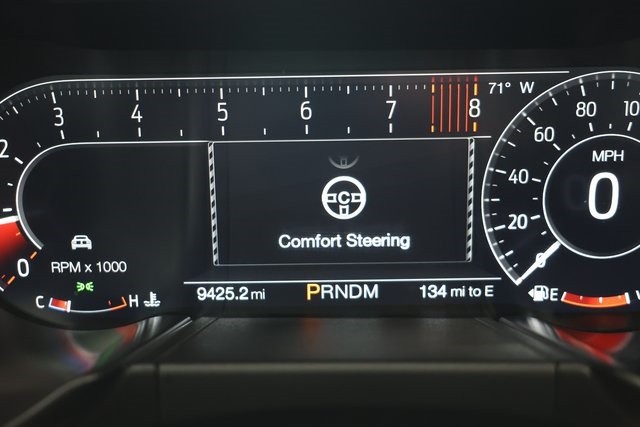 71° W
2 3 4 5 6 7 8
0
RPM x 1000
C H
C
Comfort Steering
9425.2 mi PRNDM 134 mi to E
0 20 40 60 80
MPH
0
E